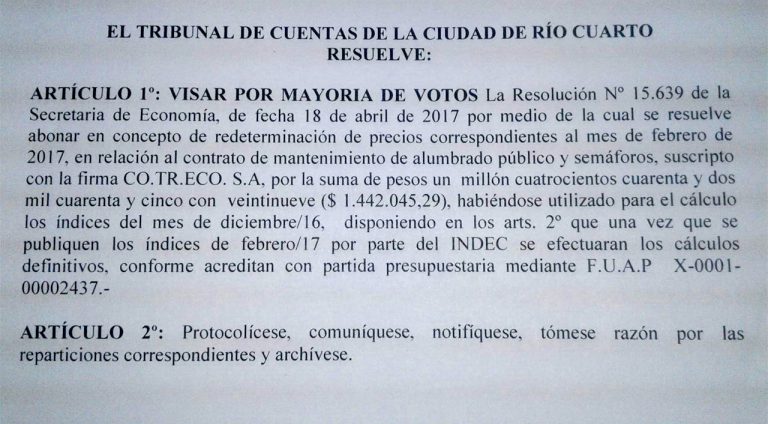 EL TRIBUNAL DE CUENTAS DE LA CIUDAD DE RÍO CUARTO
RESUELVE:
ARTÍCULO 1º: VISAR POR MAYORIA DE VOTOS La Resolución Nº 15.639 de la
Secretaria de Economía, de fecha 18 de abril de 2017 por medio de la cual se resuelve
abonar en concepto de redeterminación de precios correspondientes al mes de febrero de
2017, en relación al contrato de mantenimiento de alumbrado público y semáforos, suscripto
con la firma CO.TR.ECO. S.A, por la suma de pesos un millón cuatrocientos cuarenta y dos
mil cuarenta y cinco con veintinueve ($ 1.442.045,29), habiéndose utilizado para el cálculo
los índices del mes de diciembre/16, disponiendo en los arts. 2º que una vez que se
publiquen los índices de febrero/17 por parte del INDEC se efectuaran los cálculos
definitivos, conforme acreditan con partida presupuestaria mediante F.U.A.P X-0001-
00002437.-
ARTÍCULO 2º: Protocolícese, comuníquese, notifíquese, tómese razón por las
reparticiones correspondientes y archívese.